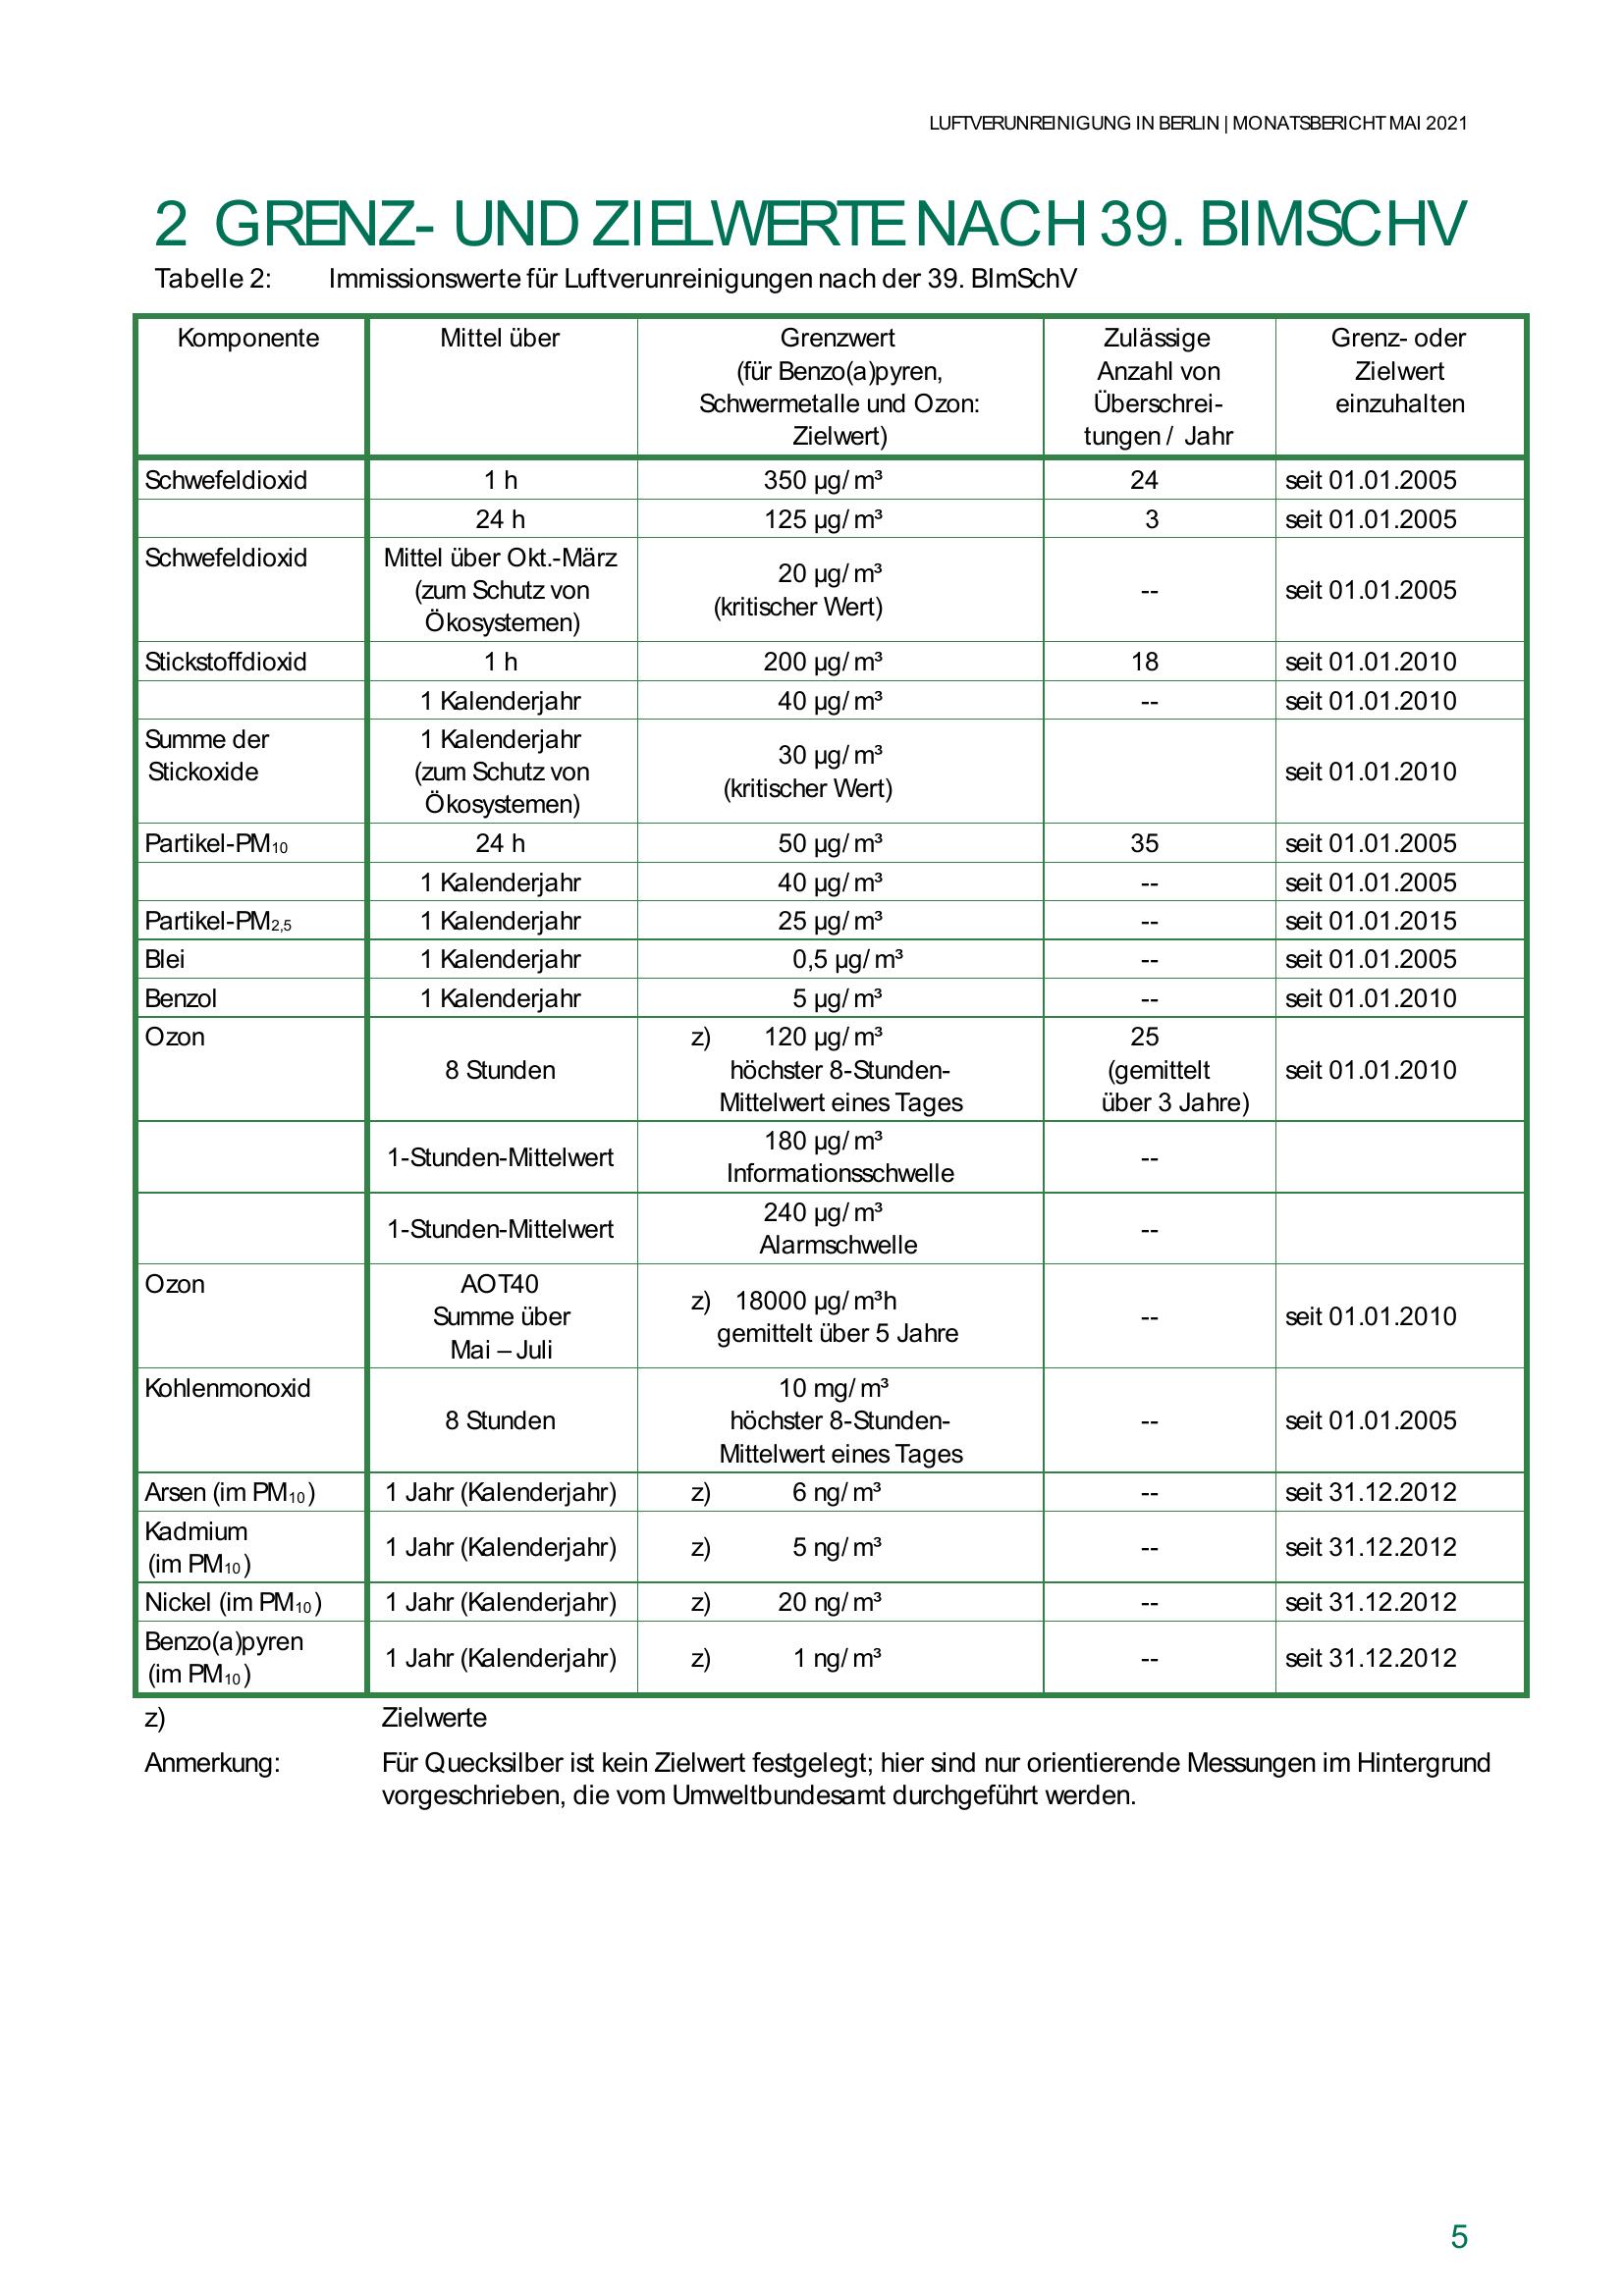 LUFTVERUNREINIGUNG IN BERLIN | MONATSBERICHT MAI 2021
2 GRENZ- UND ZIELWERTE NACH 39. BIMSCHV
Tabelle 2: Immissionswerte für Luftverunreinigungen nach der 39. BImSchV
Komponente Mittel über Grenzwert Zulässige Grenz- oder
(für Benzo(a)pyren, Anzahl von Zielwert
Schwermetalle und Ozon: Überschrei- einzuhalten
Zielwert) tungen / Jahr
Schwefeldioxid 1 h 350 µg/m³ 24 seit 01.01.2005
24 h 125 µg/m³ 3 seit 01.01.2005
Schwefeldioxid Mittel über Okt.-März
(zum Schutz von
Ökosystemen)
20 µg/m³
(kritischer Wert)
-- seit 01.01.2005
Stickstoffdioxid 1 h 200 µg/m³ 18 seit 01.01.2010
1 Kalenderjahr 40 µg/m³ -- seit 01.01.2010
Summe der
Stickoxide
1 Kalenderjahr
(zum Schutz von
Ökosystemen)
30 µg/m³
(kritischer Wert)
seit 01.01.2010
Partikel-PM10 24 h 50 µg/m³ 35 seit 01.01.2005
1 Kalenderjahr 40 µg/m³ -- seit 01.01.2005
Partikel-PM2,5 1 Kalenderjahr 25 µg/m³ -- seit 01.01.2015
Blei 1 Kalenderjahr 0,5 µg/m³ -- seit 01.01.2005
Benzol 1 Kalenderjahr 5 µg/m³ -- seit 01.01.2010
Ozon
8 Stunden
z) 120 µg/m³
höchster 8-Stunden-
Mittelwert eines Tages
25
(gemittelt
über 3 Jahre)
seit 01.01.2010
1-Stunden-Mittelwert
180 µg/m³
Informationsschwelle
--
1-Stunden-Mittelwert
240 µg/m³
Alarmschwelle
--
Ozon
AOT40
Summe über
Mai – Juli
z) 18000 µg/m³h
gemittelt über 5 Jahre
-- seit 01.01.2010
Kohlenmonoxid
8 Stunden
10 mg/m³
höchster 8-Stunden-
Mittelwert eines Tages
-- seit 01.01.2005
Arsen (im PM10) 1 Jahr (Kalenderjahr) z) 6 ng/m³ -- seit 31.12.2012
Kadmium
(im PM10)
1 Jahr (Kalenderjahr) z) 5 ng/m³ -- seit 31.12.2012
Nickel (im PM10) 1 Jahr (Kalenderjahr) z) 20 ng/m³ -- seit 31.12.2012
Benzo(a)pyren
(im PM10)
1 Jahr (Kalenderjahr) z) 1 ng/m³ -- seit 31.12.2012
z) Zielwerte
Anmerkung: Für Quecksilber ist kein Zielwert festgelegt; hier sind nur orientierende Messungen im Hintergrund
vorgeschrieben, die vom Umweltbundesamt durchgeführt werden.
5